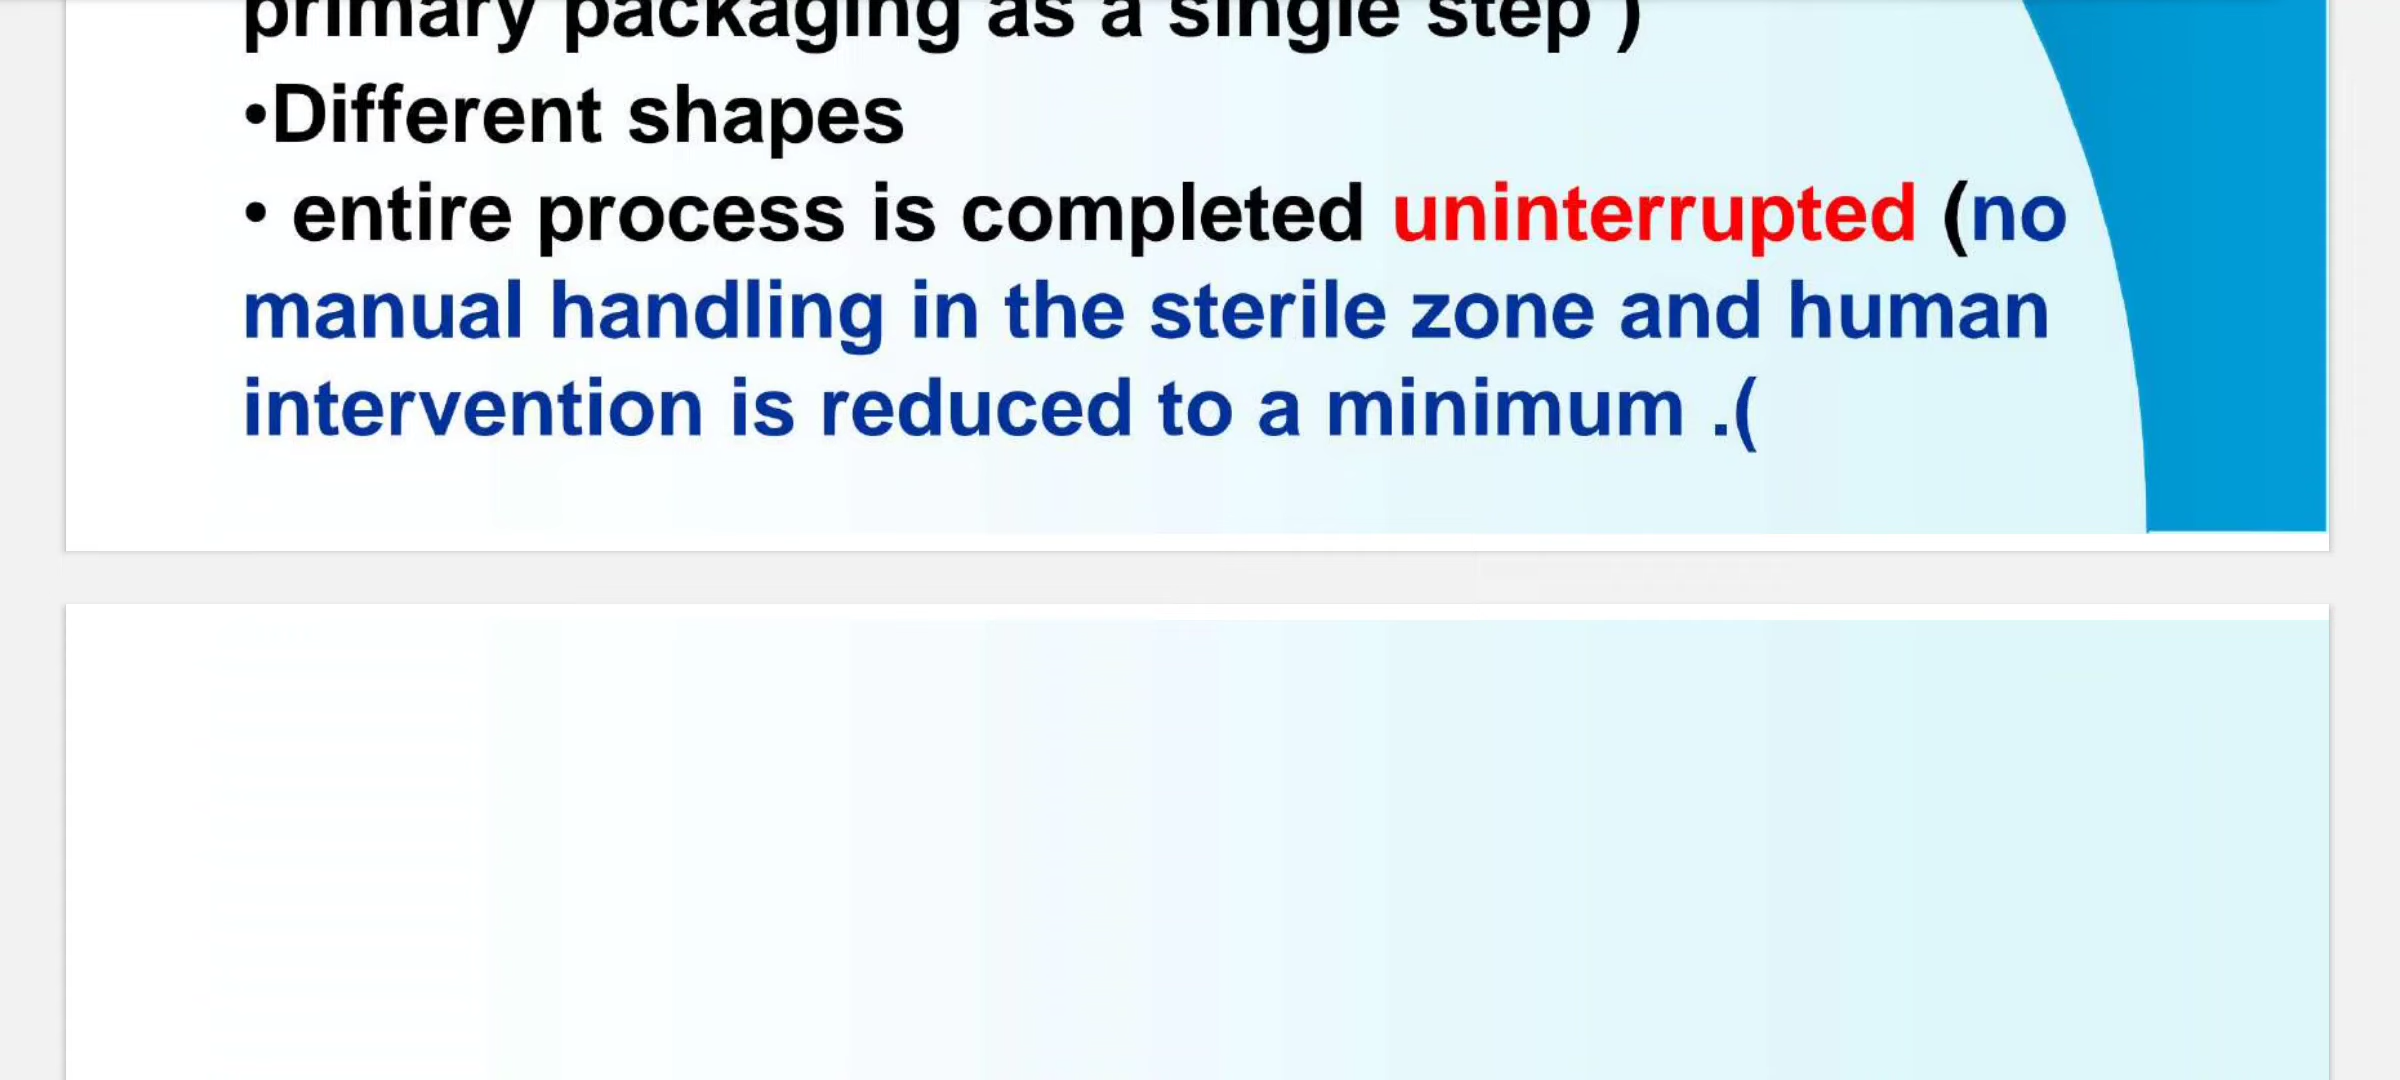 primary packaging as a single step )
•Different shapes
• entire process is completed uninterrupted (no
manual handling in the sterile zone and human
intervention is reduced to a minimum .(